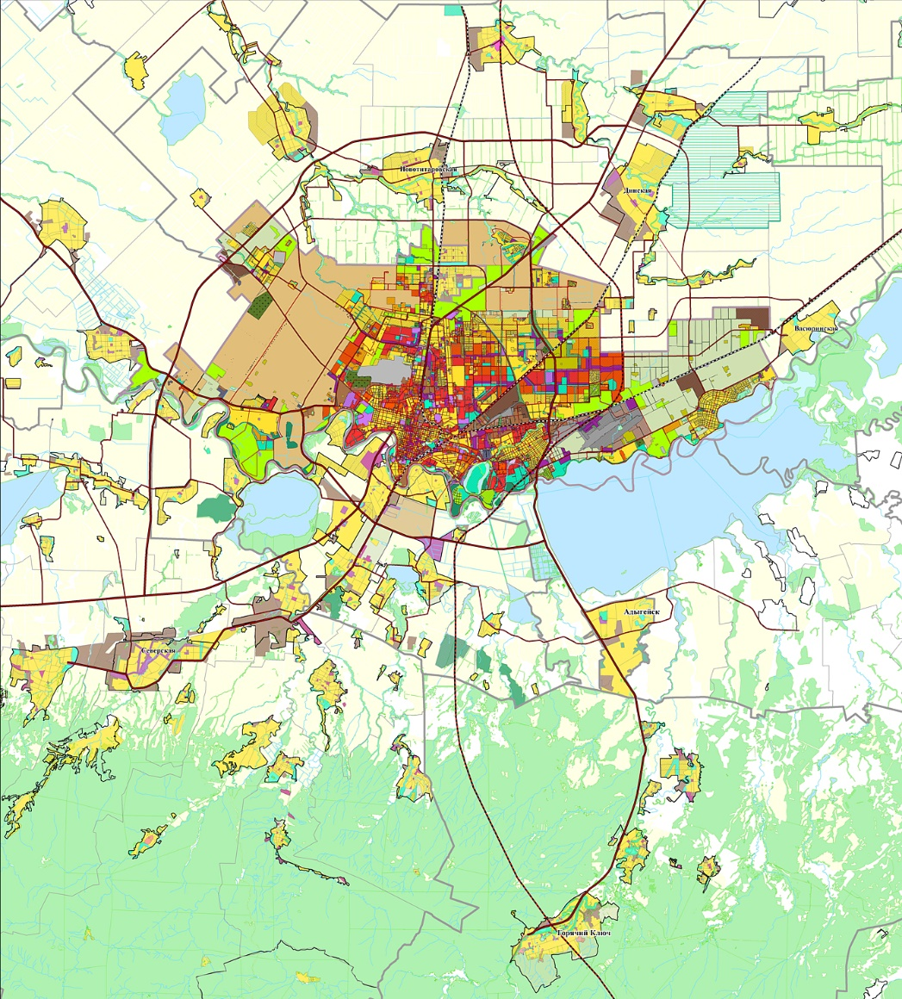 Новотитаровская
Динская
Васюринская
Адыгейск
Северская
Горячий Ключ